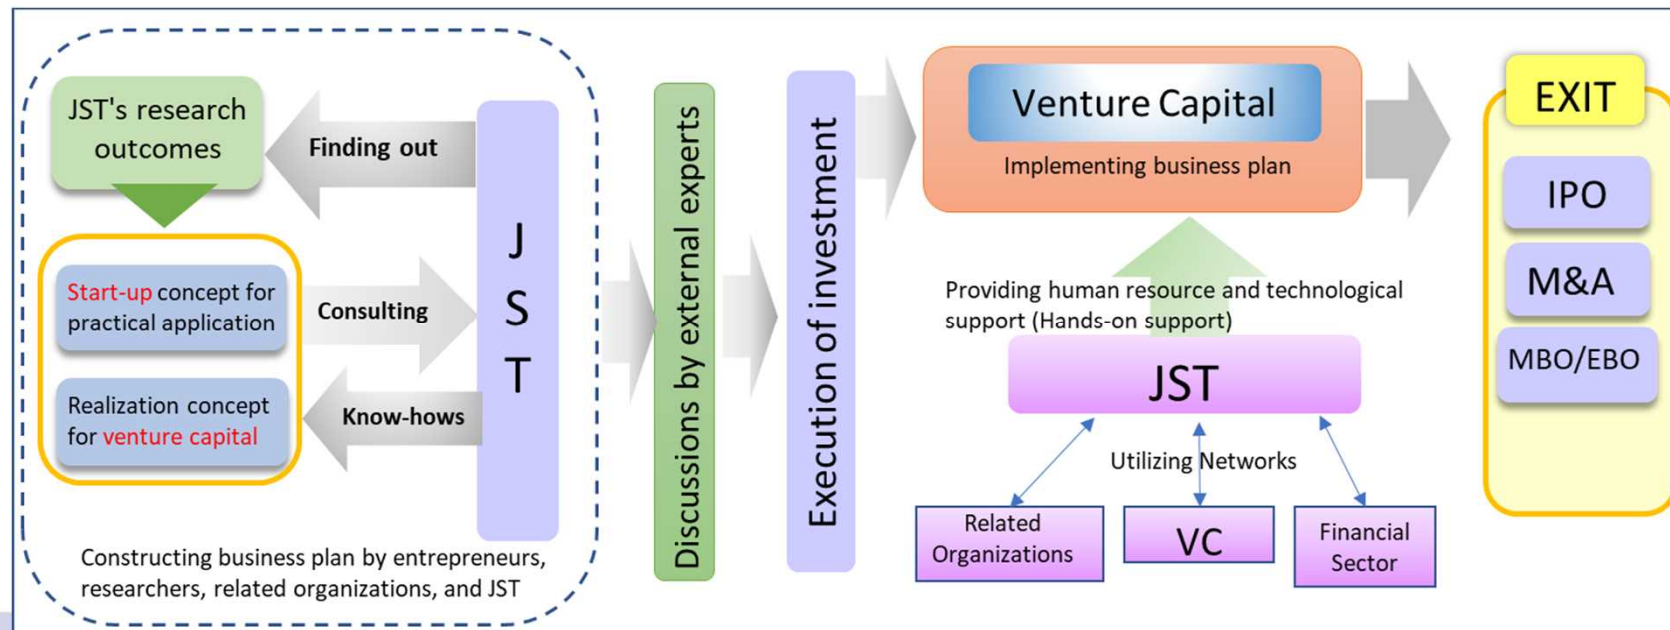 JST's research
outcomes
Finding out
Start-up concept for
practical application
Consulting
Realization concept
for venture capital
Know-hows
J
S
T
Constructing business plan by entrepreneurs,
researchers, related organizations, and JST
Discussions by external experts
Execution of investment
Venture Capital
Implementing business plan
Providing human resource and technological
support (Hands-on support)
JST
Utilizing Networks
Related
Organizations
VC
Financial
Sector
EXIT
IPO
M&A
MBO/EBO